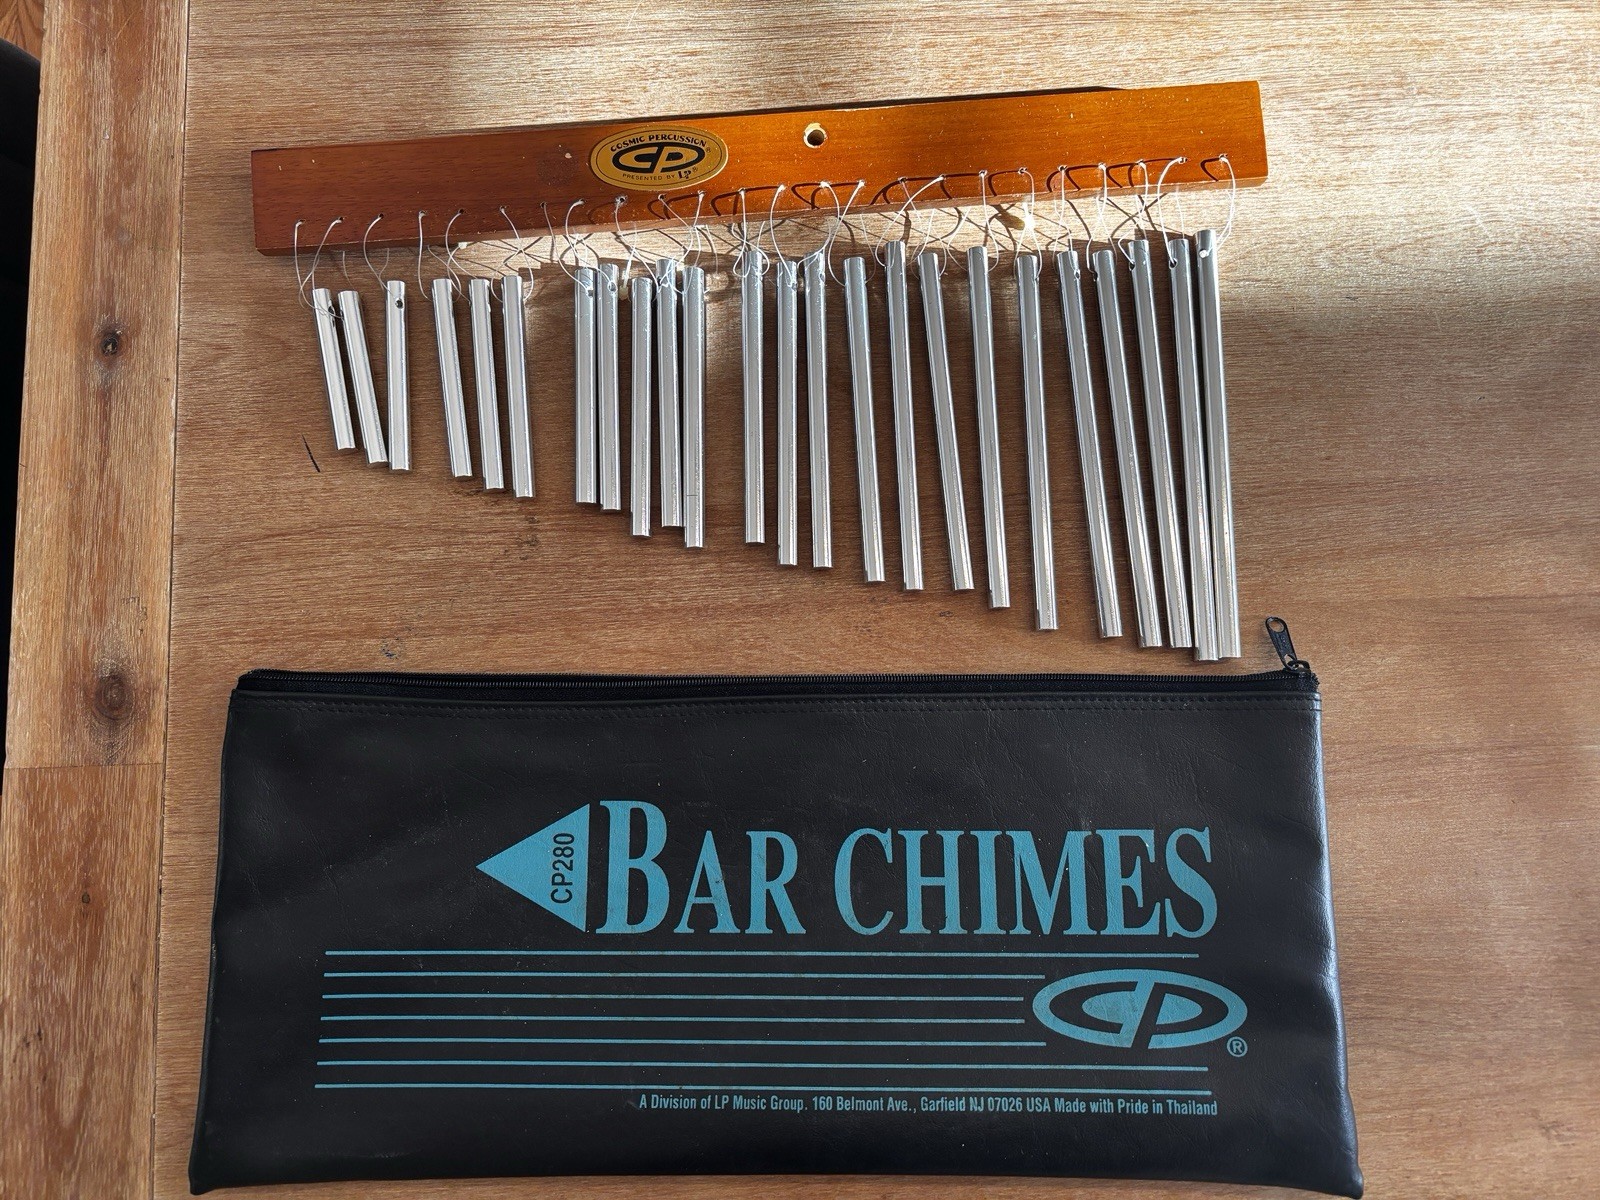 COSMIC PERCUSSION®
CP
PRESENTED BY LP®
CP280
BAR CHIMES
CP®
A Division of LP Music Group. 160 Belmont Ave., Garfield NJ 07026 USA Made with Pride in Thailand